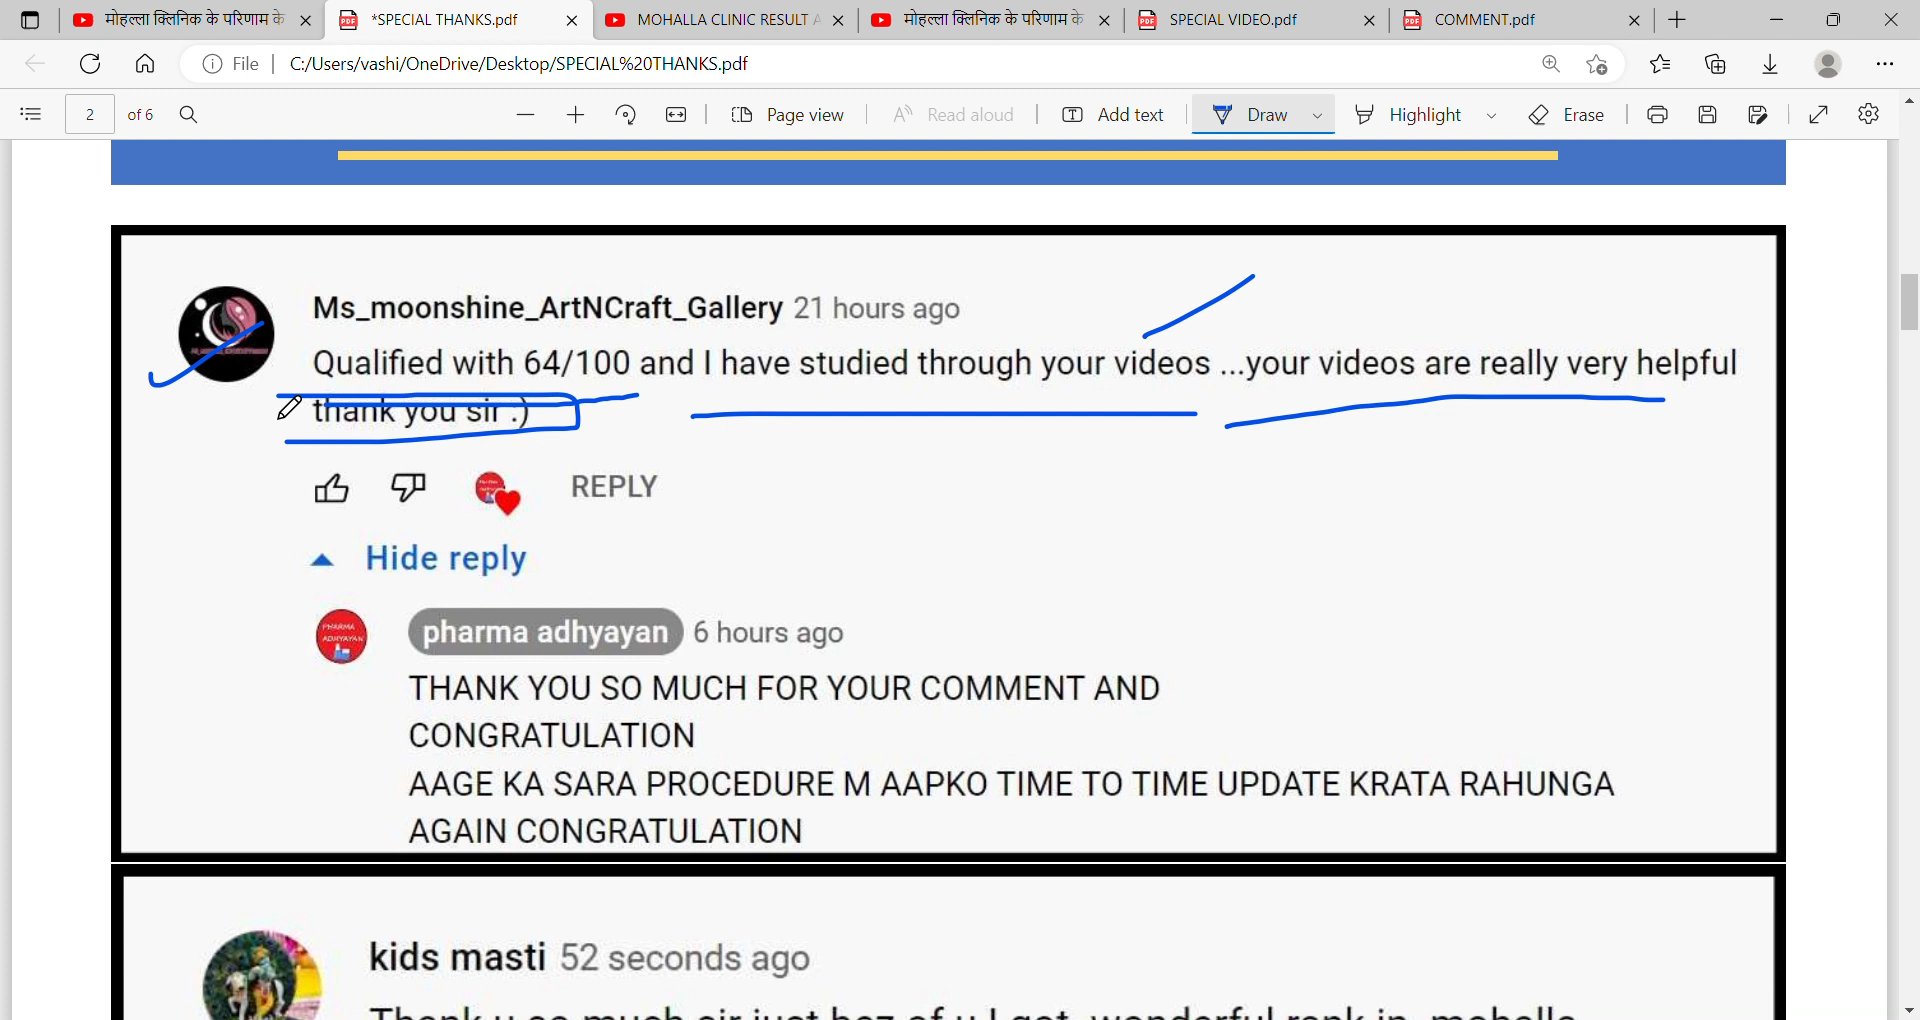 मोहल्ला क्लिनिक के परिणाम के
*SPECIAL THANKS.pdf
MOHALLA CLINIC RESULT A
मोहल्ला क्लिनिक के परिणाम के
SPECIAL VIDEO.pdf
COMMENT.pdf
File
C:/Users/vashi/OneDrive/Desktop/SPECIAL%20THANKS.pdf
2
of 6
Page view
Read aloud
Add text
Draw
Highlight
Erase
Ms_moonshine_ArtNCraft_Gallery 21 hours ago
Qualified with 64/100 and I have studied through your videos ...your videos are really very helpful
thank you sir :)
REPLY
Hide reply
PHARMA
ADHYAYAN
pharma adhyayan 6 hours ago
THANK YOU SO MUCH FOR YOUR COMMENT AND
CONGRATULATION
AAGE KA SARA PROCEDURE M AAPKO TIME TO TIME UPDATE KRATA RAHUNGA
AGAIN CONGRATULATION
kids masti 52 seconds ago
Thank u so much sir just bcz of u I got wonderful rank in mohalla